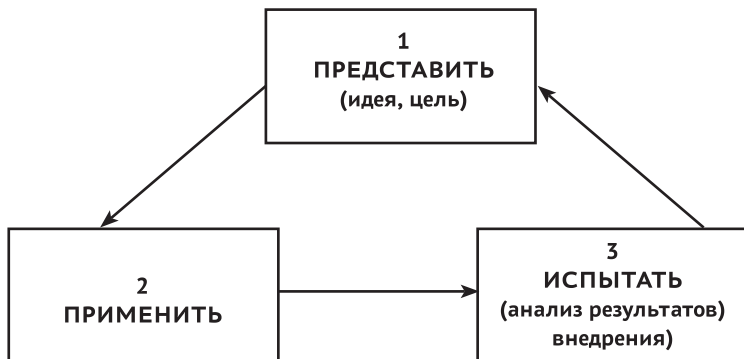 1
ПРЕДСТАВИТЬ
(идея, цель)
2
ПРИМЕНИТЬ
3
ИСПЫТАТЬ
(анализ результатов)
внедрения)